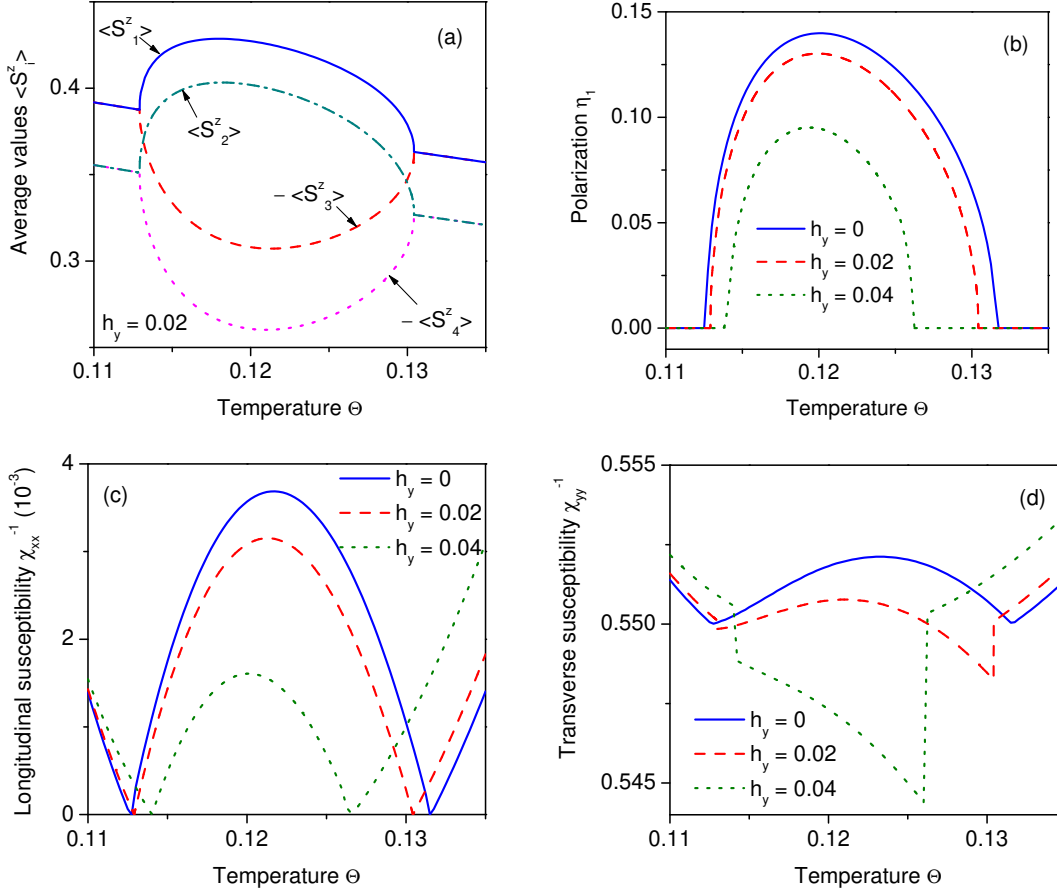 (a)
<S^z_1>
<S^z_2>
− <S^z_3>
− <S^z_4>
h_y = 0.02
Average values <S^z_i>
0.4
0.3
0.11
0.12
0.13
Temperature Θ
(b)
Polarization η_1
0.15
0.10
0.05
0.00
h_y = 0
h_y = 0.02
h_y = 0.04
0.11
0.12
0.13
Temperature Θ
(c)
Longitudinal susceptibility χ_xx^-1 (10^-3)
4
2
0
h_y = 0
h_y = 0.02
h_y = 0.04
0.11
0.12
0.13
Temperature Θ
(d)
Transverse susceptibility χ_yy^-1
0.555
0.550
0.545
h_y = 0
h_y = 0.02
h_y = 0.04
0.11
0.12
0.13
Temperature Θ